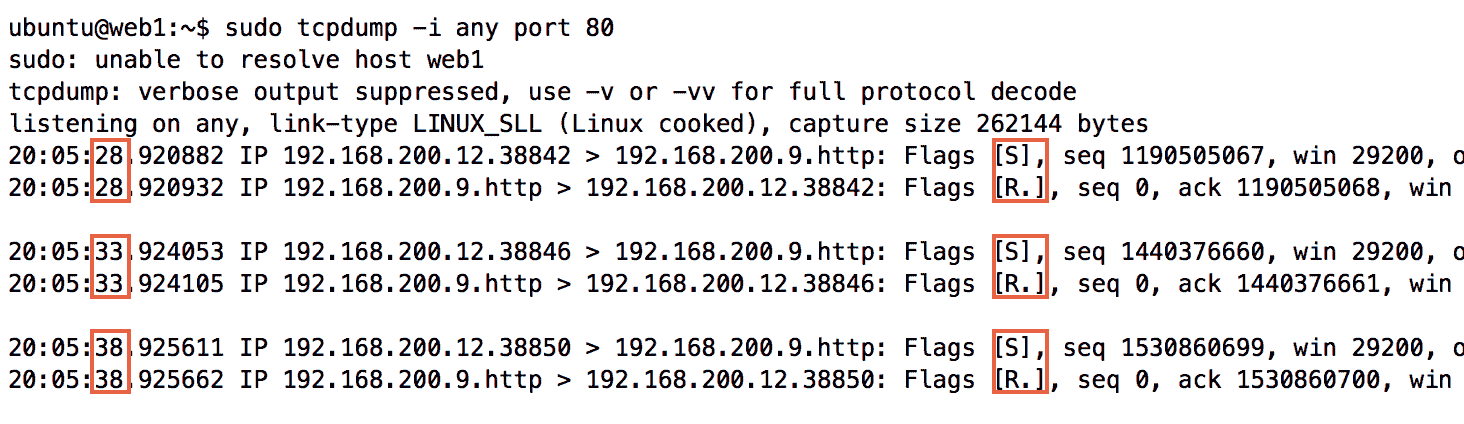 ubuntu@web1:~$ sudo tcpdump -i any port 80
sudo: unable to resolve host web1
tcpdump: verbose output suppressed, use -v or -vv for full protocol decode
listening on any, link-type LINUX_SLL (Linux cooked), capture size 262144 bytes
20:05:28.920882 IP 192.168.200.12.38842 > 192.168.200.9.http: Flags [S], seq 1190505067, win 29200, o
20:05:28.920932 IP 192.168.200.9.http > 192.168.200.12.38842: Flags [R.], seq 0, ack 1190505068, win
20:05:33.924053 IP 192.168.200.12.38846 > 192.168.200.9.http: Flags [S], seq 1440376660, win 29200, o
20:05:33.924105 IP 192.168.200.9.http > 192.168.200.12.38846: Flags [R.], seq 0, ack 1440376661, win
20:05:38.925611 IP 192.168.200.12.38850 > 192.168.200.9.http: Flags [S], seq 1530860699, win 29200, o
20:05:38.925662 IP 192.168.200.9.http > 192.168.200.12.38850: Flags [R.], seq 0, ack 1530860700, win